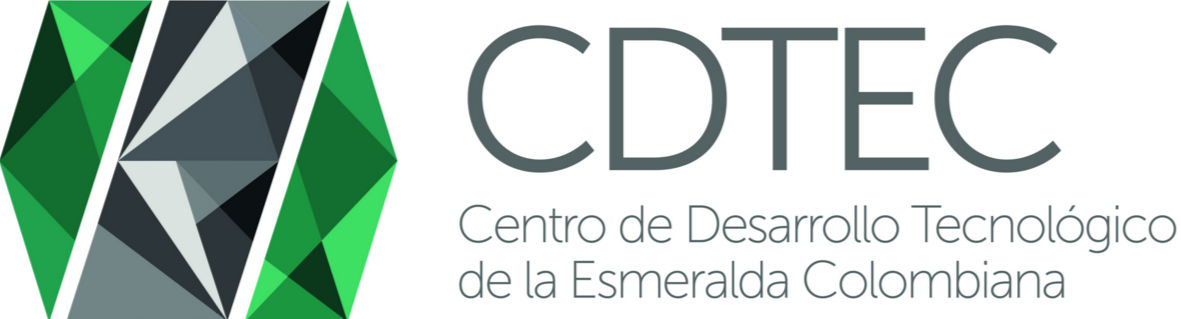 CDTEC
Centro de Desarrollo Tecnológico
de la Esmeralda Colombiana